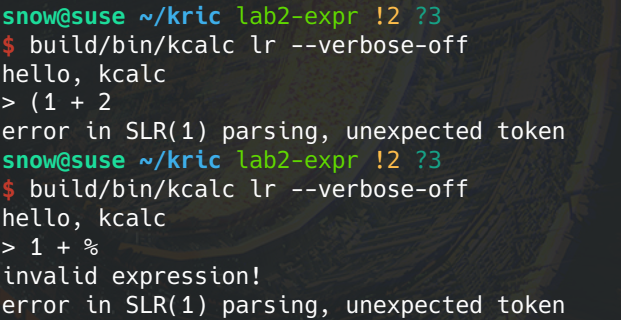 snow@suse ~/kric lab2-expr !2 ?3
$ build/bin/kcalc lr --verbose-off
hello, kcalc
> (1 + 2
error in SLR(1) parsing, unexpected token
snow@suse ~/kric lab2-expr !2 ?3
$ build/bin/kcalc lr --verbose-off
hello, kcalc
> 1 + %
invalid expression!
error in SLR(1) parsing, unexpected token